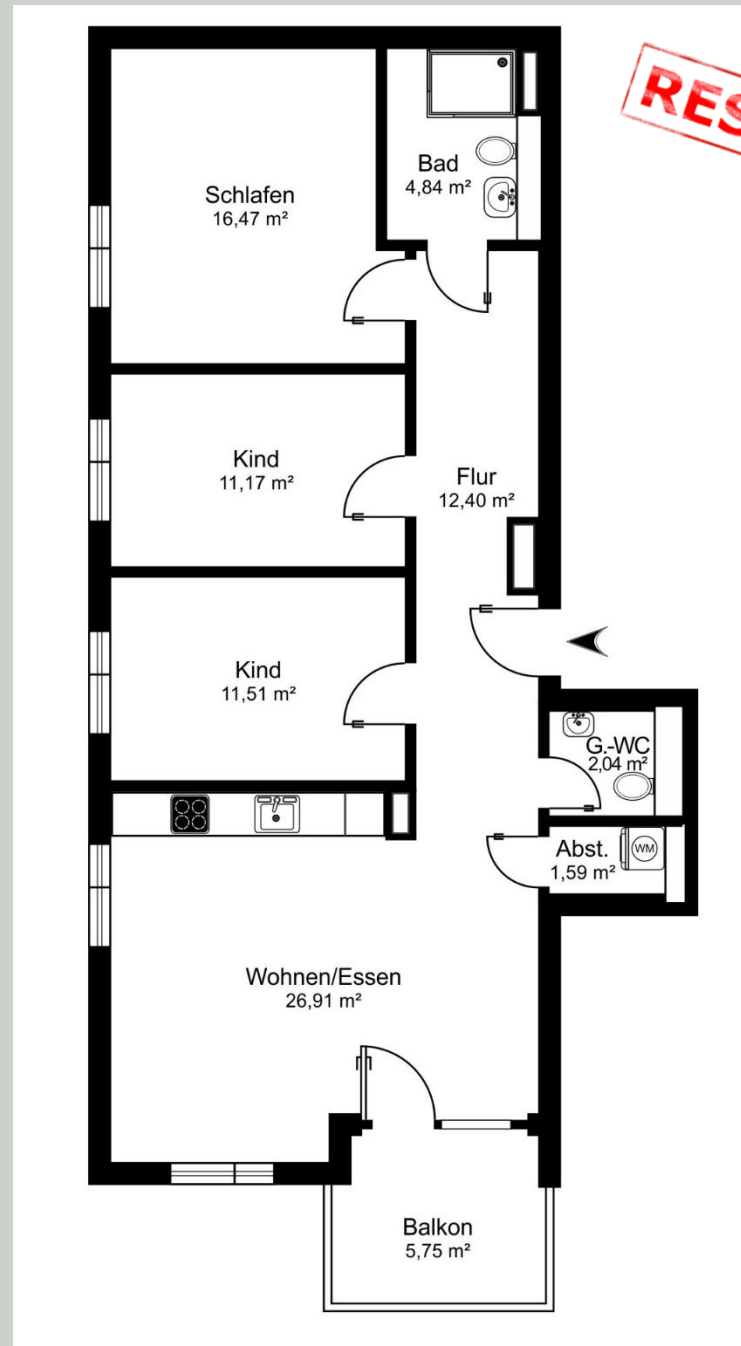 RES
Bad
4,84 m²
Schlafen
16,47 m²
Kind
11,17 m²
Flur
12,40 m²
Kind
11,51 m²
G.-WC
2,04 m²
Abst.
1,59 m²
WM
Wohnen/Essen
26,91 m²
Balkon
5,75 m²